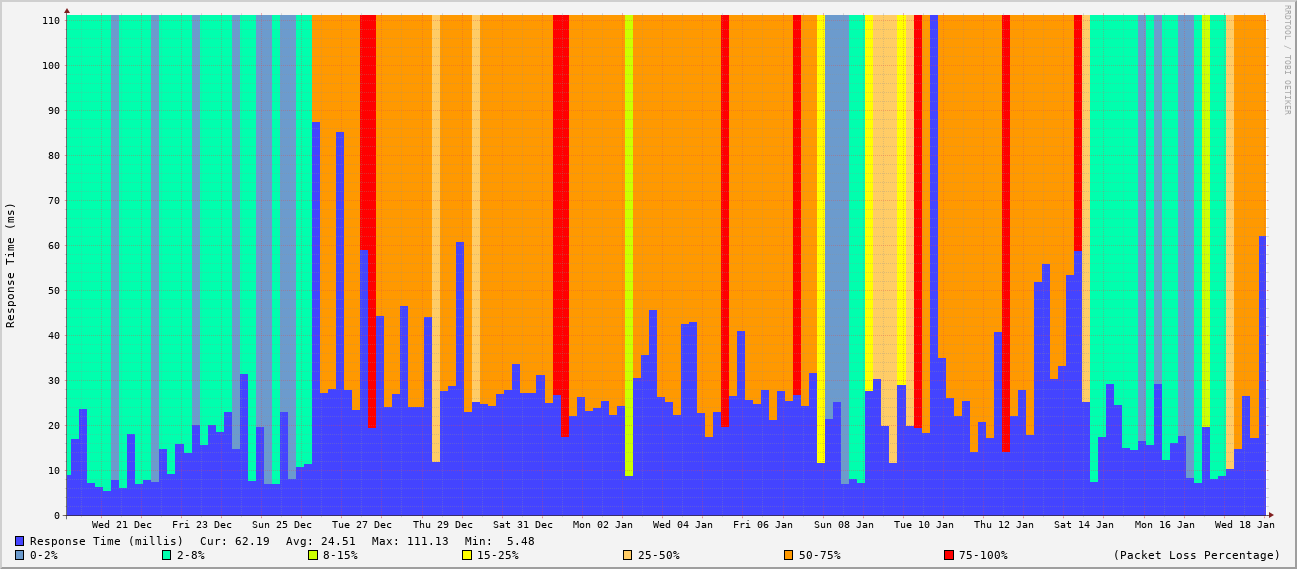 RRDTOOL / TOBI OETIKER
Response Time (ms)
110
100
90
80
70
60
50
40
30
20
10
0
Wed 21 Dec Fri 23 Dec Sun 25 Dec Tue 27 Dec Thu 29 Dec Sat 31 Dec Mon 02 Jan Wed 04 Jan Fri 06 Jan Sun 08 Jan Tue 10 Jan Thu 12 Jan Sat 14 Jan Mon 16 Jan Wed 18 Jan
Response Time (millis) Cur: 62.19 Avg: 24.51 Max: 111.13 Min: 5.48
0-2% 2-8% 8-15% 15-25% 25-50% 50-75% 75-100% (Packet Loss Percentage)